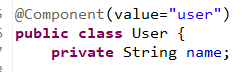 @Component(value="user")
public class User {
private String name;